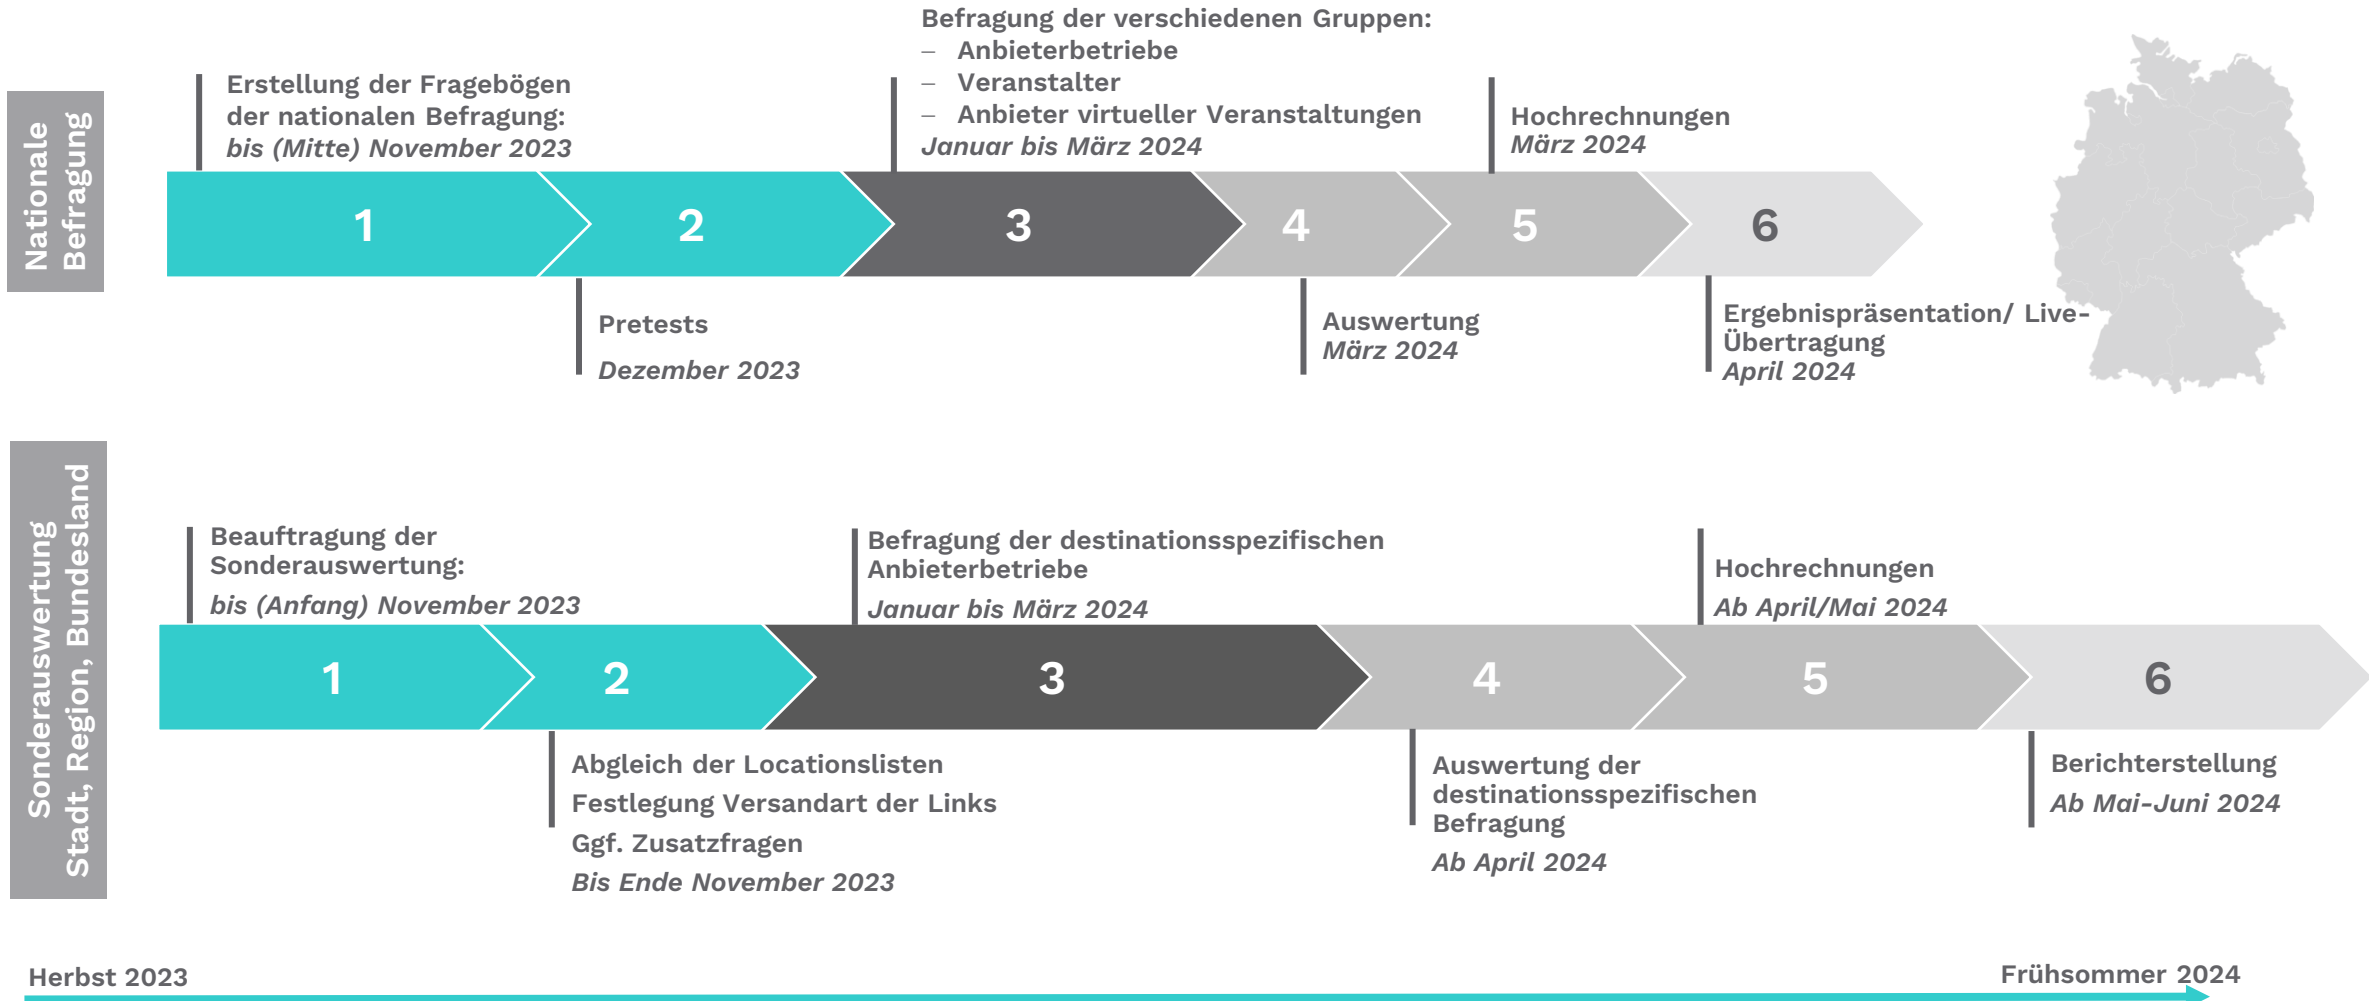 Nationale
Befragung
Erstellung der Fragebögen
der nationalen Befragung:
bis (Mitte) November 2023
Befragung der verschiedenen Gruppen:
– Anbieterbetriebe
– Veranstalter
– Anbieter virtueller Veranstaltungen
Januar bis März 2024
Hochrechnungen
März 2024
1
2
3
4
5
6
Pretests
Dezember 2023
Auswertung
März 2024
Ergebnispräsentation/ Live-
Übertragung
April 2024
Sonderauswertung
Stadt, Region, Bundesland
Beauftragung der
Sonderauswertung:
bis (Anfang) November 2023
Befragung der destinationsspezifischen
Anbieterbetriebe
Januar bis März 2024
Hochrechnungen
Ab April/Mai 2024
1
2
3
4
5
6
Abgleich der Locationslisten
Festlegung Versandart der Links
Ggf. Zusatzfragen
Bis Ende November 2023
Auswertung der
destinationsspezifischen
Befragung
Ab April 2024
Berichterstellung
Ab Mai-Juni 2024
Herbst 2023
Frühsommer 2024